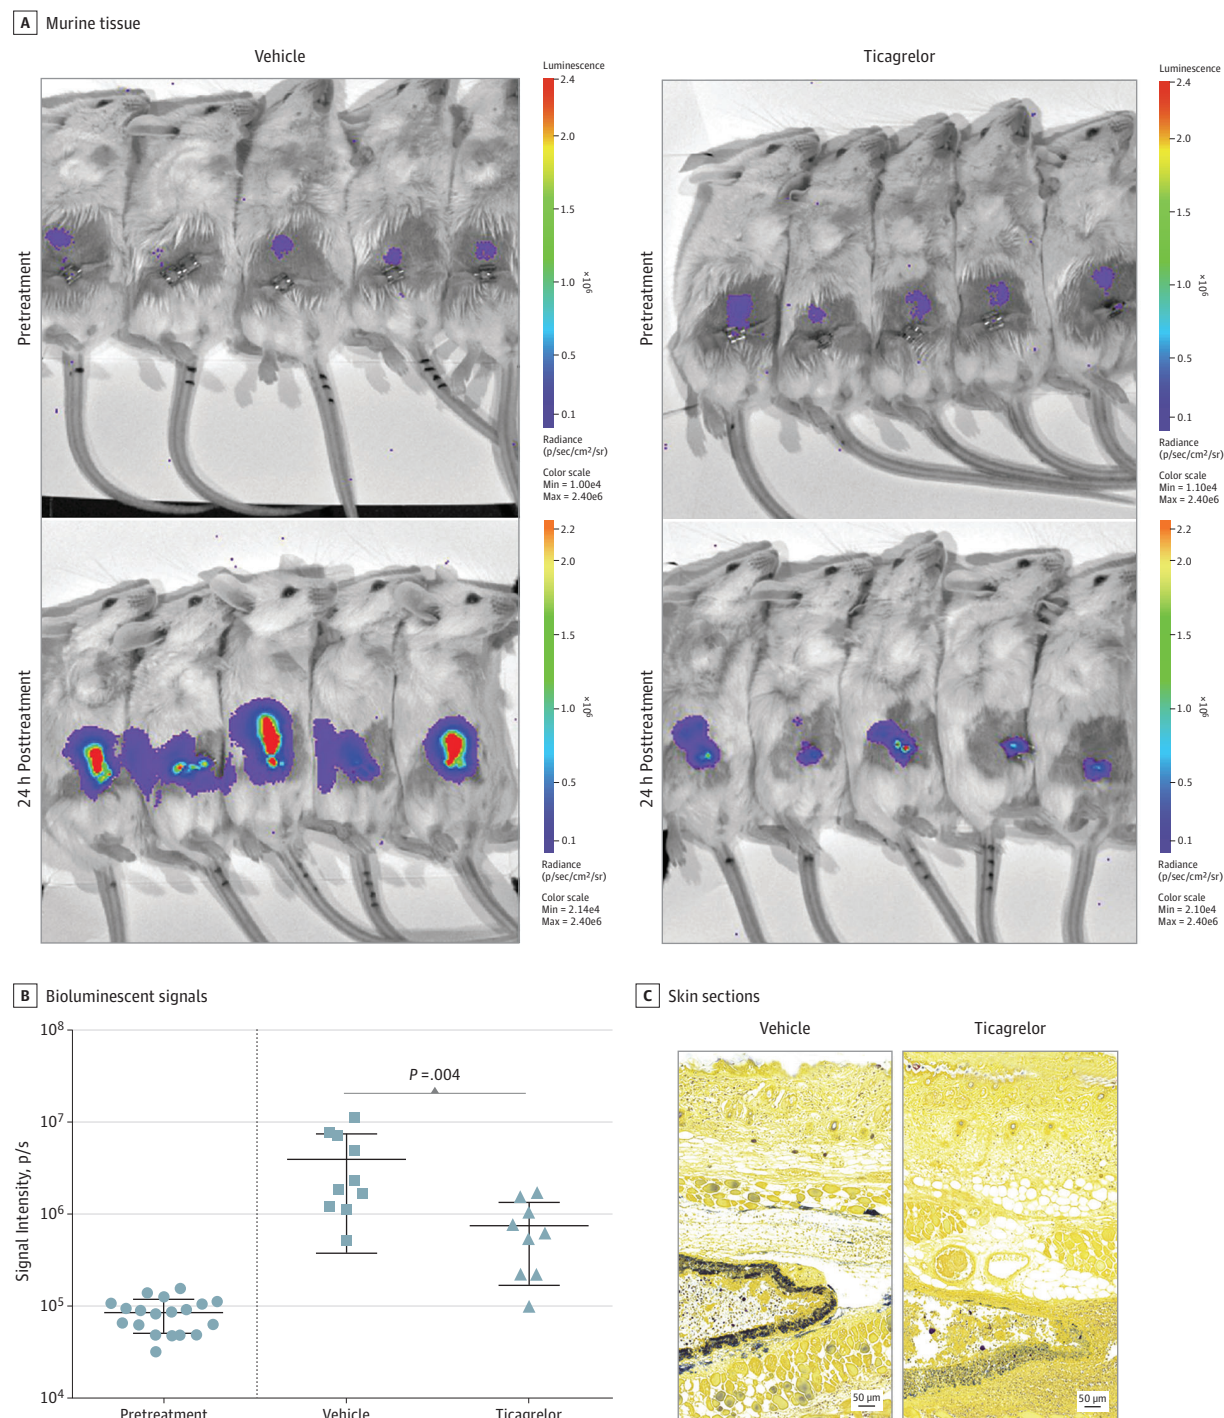 A Murine tissue
Vehicle
Ticagrelor
Pretreatment
Luminescence
2.4
2.0
1.5
1.0
0.5
0.1
×10⁶
Radiance
(p/sec/cm²/sr)
Color scale
Min = 1.00e4
Max = 2.40e6
Pretreatment
Luminescence
2.4
2.0
1.5
1.0
0.5
0.1
×10⁶
Radiance
(p/sec/cm²/sr)
Color scale
Min = 1.10e4
Max = 2.40e6
24 h Posttreatment
2.2
2.0
1.5
1.0
0.5
0.1
×10⁶
Radiance
(p/sec/cm²/sr)
Color scale
Min = 2.14e4
Max = 2.40e6
24 h Posttreatment
2.2
2.0
1.5
1.0
0.5
0.1
×10⁶
Radiance
(p/sec/cm²/sr)
Color scale
Min = 2.10e4
Max = 2.40e6
B Bioluminescent signals
Signal Intensity, p/s
10⁸
10⁷
10⁶
10⁵
10⁴
P =.004
Pretreatment
Vehicle
Ticagrelor
C Skin sections
Vehicle
Ticagrelor
50 µm
50 µm